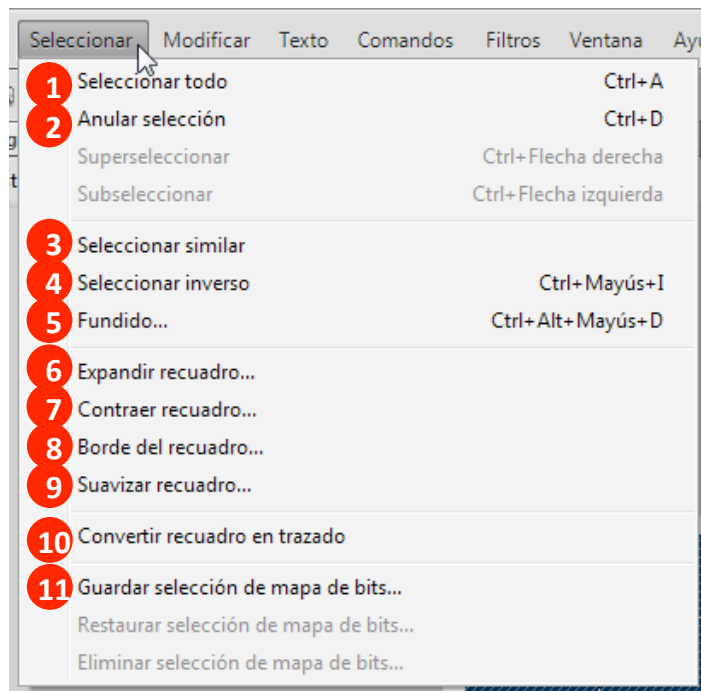 Seleccionar Modificar Texto Comandos Filtros Ventana Ayu
1 Seleccionar todo Ctrl+A
2 Anular selección Ctrl+D
Superseleccionar Ctrl+Flecha derecha
Subseleccionar Ctrl+Flecha izquierda
3 Seleccionar similar
4 Seleccionar inverso Ctrl+Mayús+I
5 Fundido... Ctrl+Alt+Mayús+D
6 Expandir recuadro...
7 Contraer recuadro...
8 Borde del recuadro...
9 Suavizar recuadro...
10 Convertir recuadro en trazado
11 Guardar selección de mapa de bits...
Restaurar selección de mapa de bits...
Eliminar selección de mapa de bits...